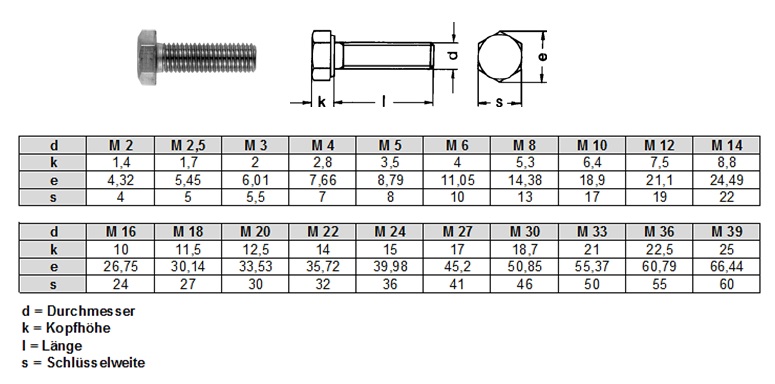 d
e
k l s
d M 2 M 2,5 M 3 M 4 M 5 M 6 M 8 M 10 M 12 M 14
k 1,4 1,7 2 2,8 3,5 4 5,3 6,4 7,5 8,8
e 4,32 5,45 6,01 7,66 8,79 11,05 14,38 18,9 21,1 24,49
s 4 5 5,5 7 8 10 13 17 19 22
d M 16 M 18 M 20 M 22 M 24 M 27 M 30 M 33 M 36 M 39
k 10 11,5 12,5 14 15 17 18,7 21 22,5 25
e 26,75 30,14 33,53 35,72 39,98 45,2 50,85 55,37 60,79 66,44
s 24 27 30 32 36 41 46 50 55 60
d = Durchmesser
k = Kopfhöhe
l = Länge
s = Schlüsselweite